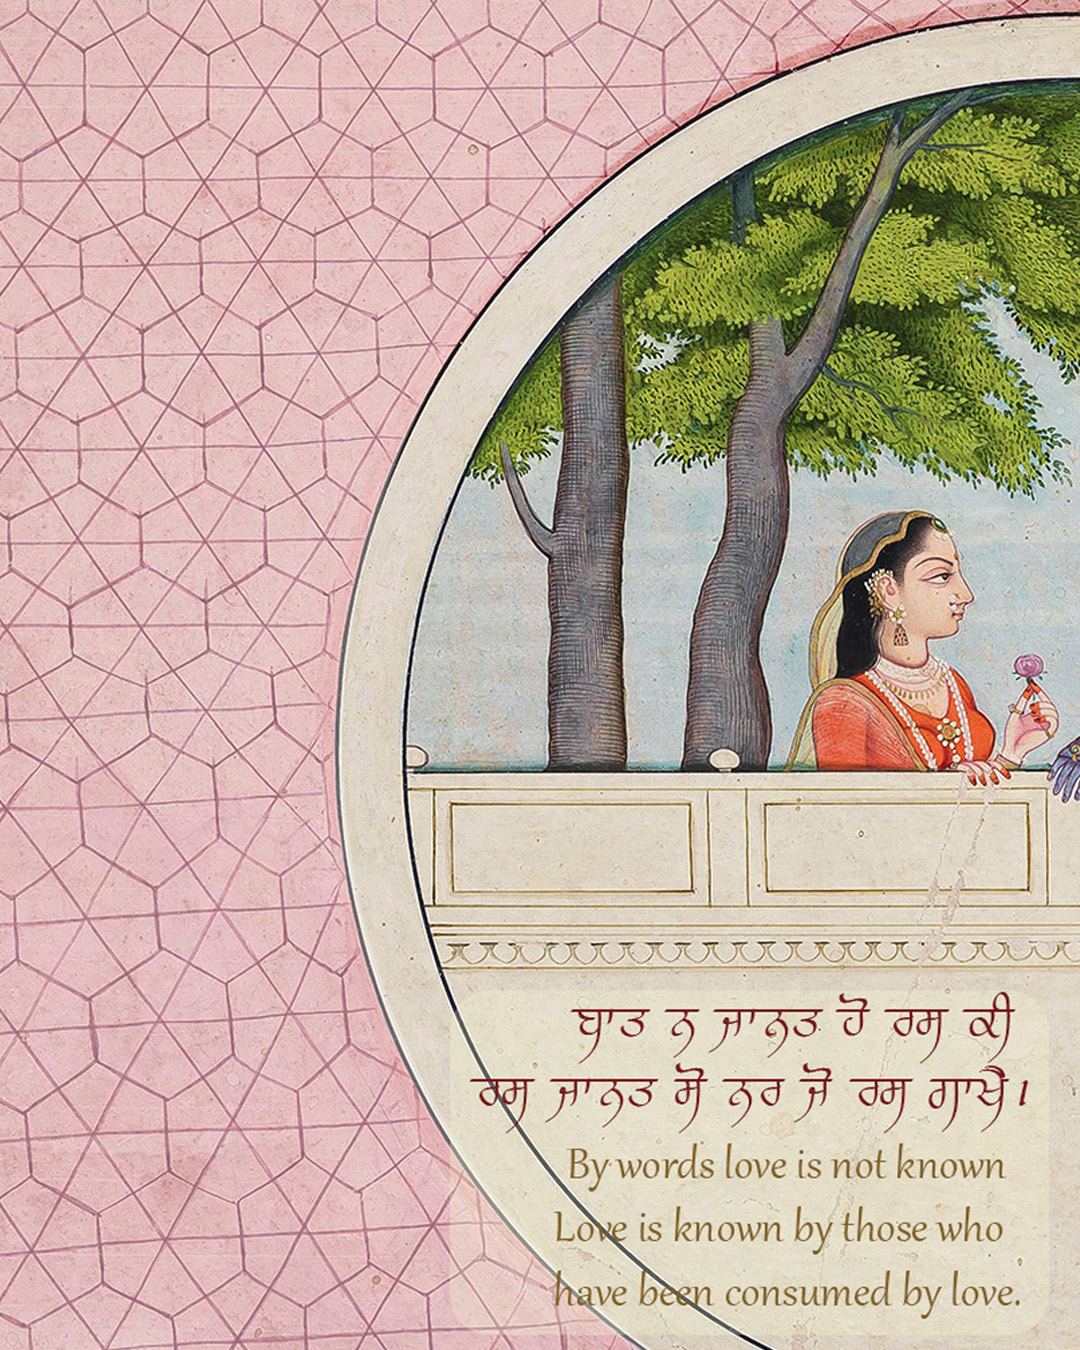 ਬਾਤ ਨ ਜਾਨਤ ਹੋ ਰਸ ਕੀ
ਰਸ ਜਾਨਤ ਸੋ ਨਰ ਜੋ ਰਸ ਗਾਖੈ।
By words love is not known
Love is known by those who
have been consumed by love.